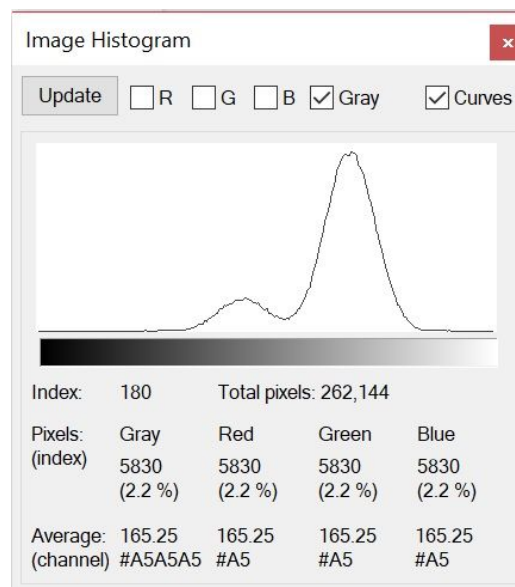 Image Histogram
x
Update R G B Gray Curves
Index: 180 Total pixels: 262,144
Pixels: Gray Red Green Blue
(index) 5830 5830 5830 5830
(2.2 %) (2.2 %) (2.2 %) (2.2 %)
Average: 165.25 165.25 165.25 165.25
(channel) #A5A5A5 #A5 #A5 #A5